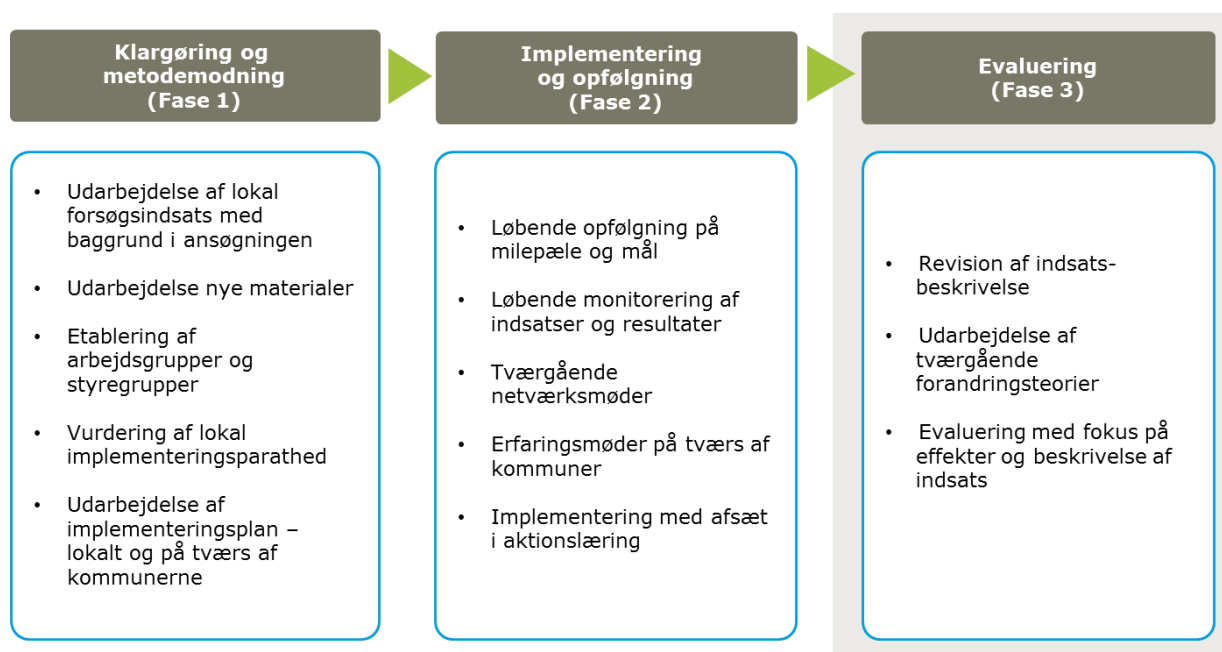 Klargøring og
metodemodning
(Fase 1)
• Udarbejdelse af lokal
forsøgsindsats med
baggrund i ansøgningen
• Udarbejdelse nye materialer
• Etablering af
arbejdsgrupper og
styregrupper
• Vurdering af lokal
implementeringsparathed
• Udarbejdelse af
implementeringsplan –
lokalt og på tværs af
kommunerne
Implementering
og opfølgning
(Fase 2)
• Løbende opfølgning på
milepæle og mål
• Løbende monitorering af
indsatser og resultater
• Tværgående
netværksmøder
• Erfaringsmøder på tværs af
kommuner
• Implementering med afsæt
i aktionslæring
Evaluering
(Fase 3)
• Revision af indsats-
beskrivelse
• Udarbejdelse af
tværgående
forandringsteorier
• Evaluering med fokus på
effekter og beskrivelse af
indsats